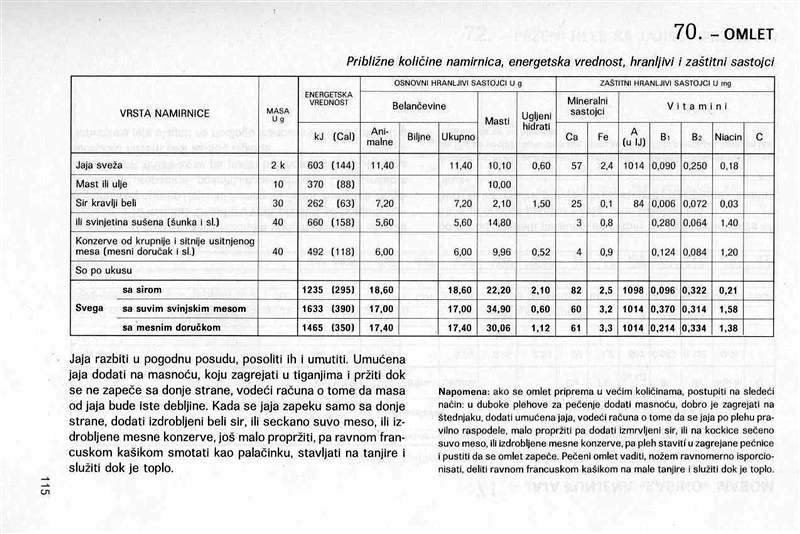 70. – OMLET
Približne količine namirnica, energetska vrednost, hranljivi i zaštitni sastojci
VRSTA NAMIRNICE MASA U g ENERGETSKA VREDNOST OSNOVNI HRANLJIVI SASTOJCI U g ZAŠTITNI HRANLJIVI SASTOJCI U mg
Belančevine Masti Ugljeni hidrati Mineralni sastojci Vitamini
kJ (Cal) Animalne Biljne Ukupno Ca Fe A (u IJ) B1 B2 Niacin C
Jaja sveža 2 k 603 (144) 11,40 11,40 10,10 0,60 57 2,4 1014 0,090 0,250 0,18
Mast ili ulje 10 370 (88) 10,00
Sir kravlji beli 30 262 (63) 7,20 7,20 2,10 1,50 25 0,1 84 0,006 0,072 0,03
ili svinjetina sušena (šunka i sl.) 40 660 (158) 5,60 5,60 14,80 3 0,8 0,280 0,064 1,40
Konzerve od krupnije i sitnije usitnjenog
mesa (mesni doručak i sl.) 40 492 (118) 6,00 6,00 9,96 0,52 4 0,9 0,124 0,084 1,20
So po ukusu
Svega sa sirom 1235 (295) 18,60 18,60 22,20 2,10 82 2,5 1098 0,096 0,322 0,21
sa suvim svinjskim mesom 1633 (390) 17,00 17,00 34,90 0,60 60 3,2 1014 0,370 0,314 1,58
sa mesnim doručkom 1465 (350) 17,40 17,40 30,06 1,12 61 3,3 1014 0,214 0,334 1,38
Jaja razbiti u pogodnu posudu, posoliti ih i umutiti. Umućena
jaja dodati na masnoću, koju zagrejati u tiganjima i pržiti dok
se ne zapeče sa donje strane, vodeći računa o tome da masa
od jaja bude iste debljine. Kada se jaja zapeku samo sa donje
strane, dodati izdrobljeni beli sir, ili seckano suvo meso, ili iz-
drobljene mesne konzerve, još malo propržiti, pa ravnom fran-
cuskom kašikom smotati kao palačinku, stavljati na tanjire i
služiti dok je toplo.
Napomena: ako se omlet priprema u većim količinama, postupiti na sledeći
način: u duboke plehove za pečenje dodati masnoću, dobro je zagrejati na
štednjaku, dodati umućena jaja, vodeći računa o tome da se jaja po plehu pra-
vilno raspodele, malo propržiti pa dodati izmrvljeni sir, ili na kockice sečeno
suvo meso, ili izdrobljene mesne konzerve, pa pleh staviti u zagrejane pećnice
i pustiti da se omlet zapeče. Pečeni omlet vaditi, nožem ravnomerno isporcio-
nisati, deliti ravnom francuskom kašikom na male tanjire i služiti dok je toplo.
115